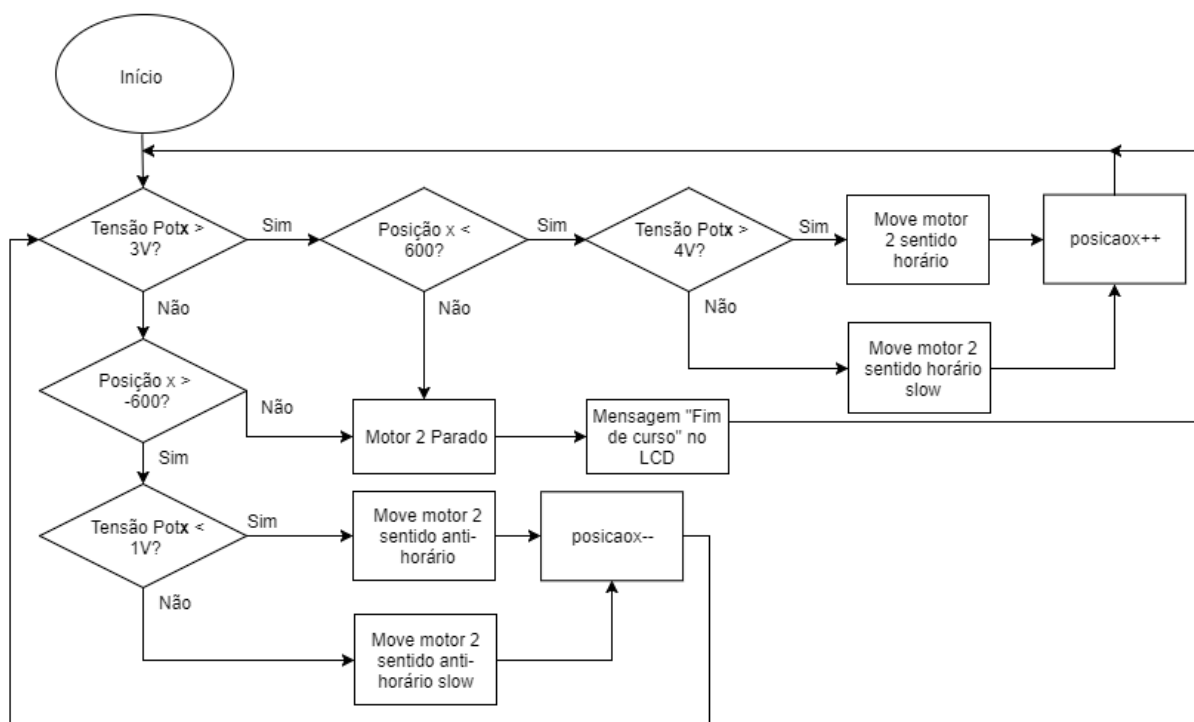 Início
Tensão Potx >
3V?
Sim
Posição x <
600?
Sim
Tensão Potx >
4V?
Sim
Move motor
2 sentido
horário
posicaox++
Não
Não
Não
Move motor 2
sentido horário
slow
Posição x >
-600?
Não
Motor 2 Parado
Mensagem "Fim
de curso" no
LCD
Sim
Tensão Potx <
1V?
Sim
Move motor 2
sentido anti-
horário
posicaox--
Não
Move motor 2
sentido anti-
horário slow